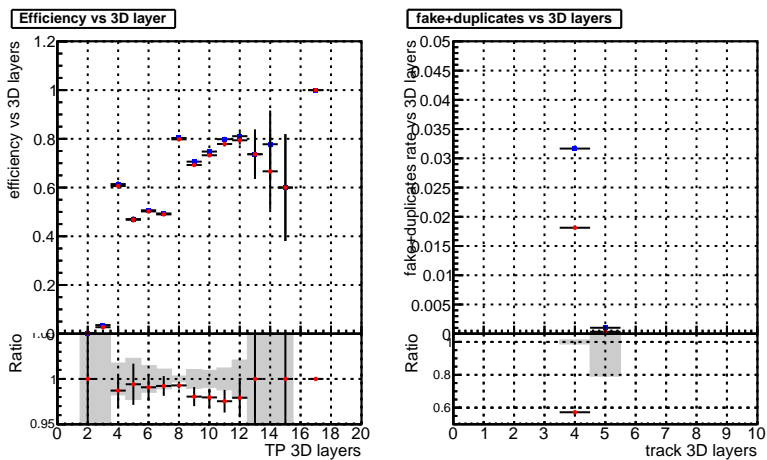 Efficiency vs 3D layer
efficiency vs 3D layers
1.2
1
0.8
0.6
0.4
0.2
0
Ratio
1
0.95
0 2 4 6 8 10 12 14 16 18 20
TP 3D layers
fake+duplicates vs 3D layers
fake+duplicates rate vs 3D layers
0.05
0.045
0.04
0.035
0.03
0.025
0.02
0.015
0.01
0.005
0
Ratio
1
0.8
0.6
0 1 2 3 4 5 6 7 8 9 10
track 3D layers